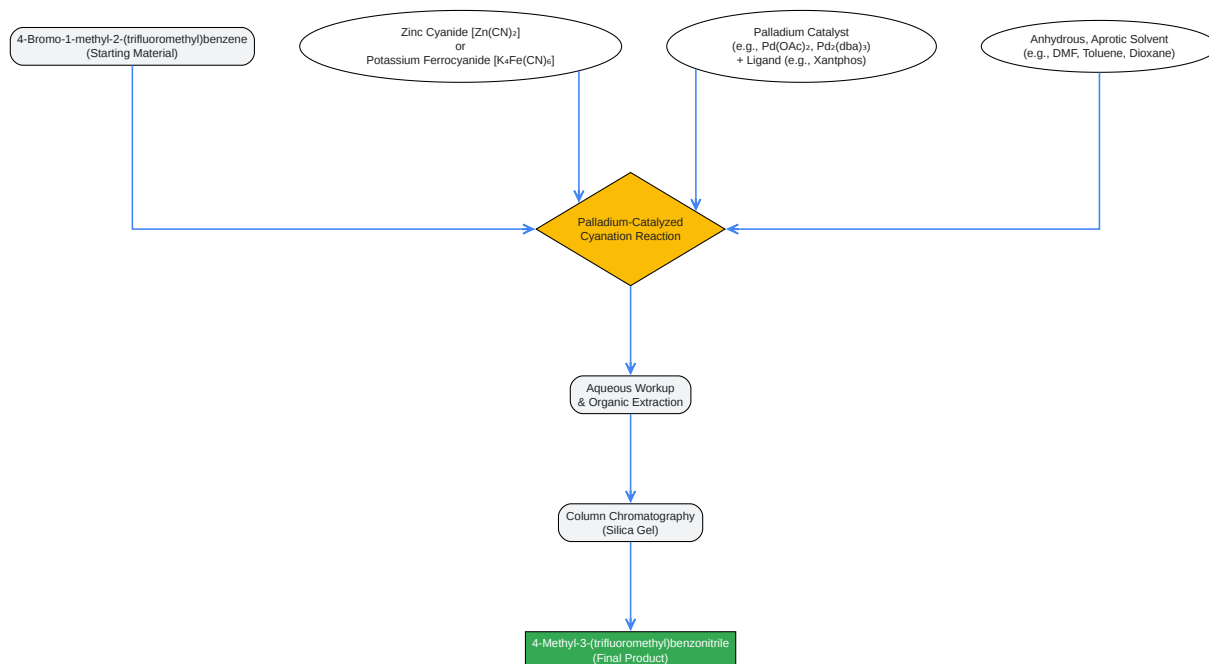 4-Bromo-1-methyl-2-(trifluoromethyl)benzene
(Starting Material)
Zinc Cyanide [Zn(CN)₂]
or
Potassium Ferrocyanide [K₄Fe(CN)₆]
Palladium Catalyst
(e.g., Pd(OAc)₂, Pd₂(dba)₃)
+ Ligand (e.g., Xantphos)
Anhydrous, Aprotic Solvent
(e.g., DMF, Toluene, Dioxane)
Palladium-Catalyzed
Cyanation Reaction
Aqueous Workup
& Organic Extraction
Column Chromatography
(Silica Gel)
4-Methyl-3-(trifluoromethyl)benzonitrile
(Final Product)